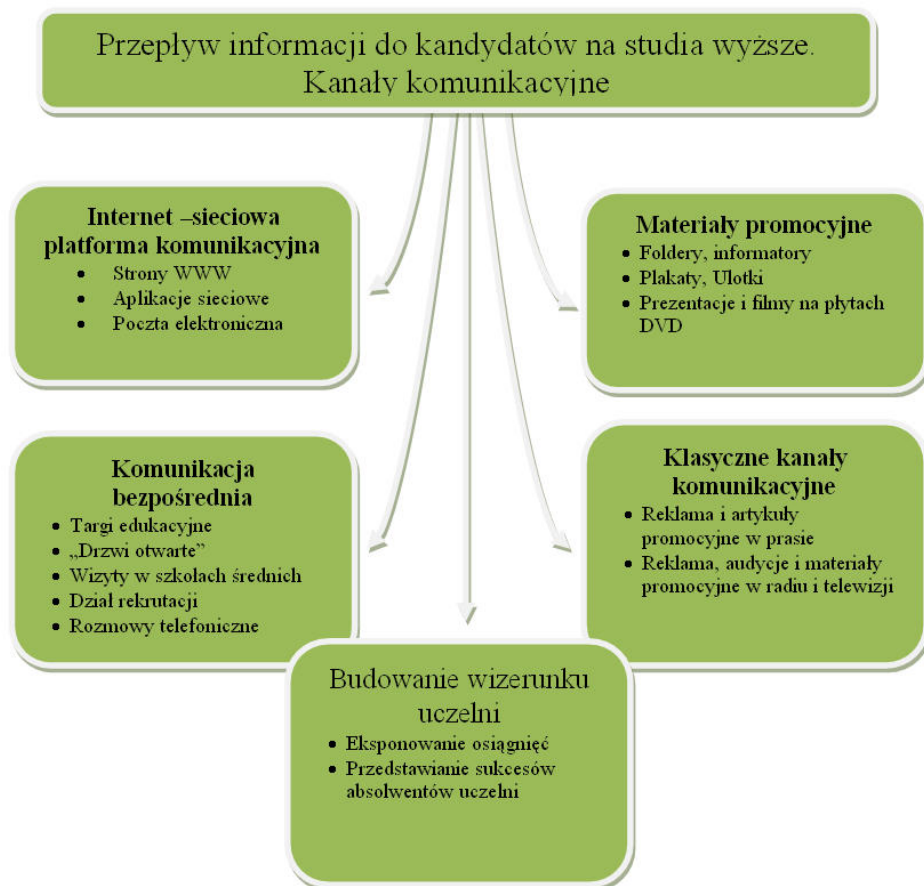 Przepływ informacji do kandydatów na studia wyższe.
Kanały komunikacyjne
Internet –sieciowa
platforma komunikacyjna
• Strony WWW
• Aplikacje sieciowe
• Poczta elektroniczna
Materiały promocyjne
• Foldery, informatory
• Plakaty, Ulotki
• Prezentacje i filmy na płytach
DVD
Komunikacja
bezpośrednia
• Targi edukacyjne
• „Drzwi otwarte”
• Wizyty w szkołach średnich
• Dział rekrutacji
• Rozmowy telefoniczne
Klasyczne kanały
komunikacyjne
• Reklama i artykuły
promocyjne w prasie
• Reklama, audycje i materiały
promocyjne w radiu i telewizji
Budowanie wizerunku
uczelni
• Eksponowanie osiągnięć
• Przedstawianie sukcesów
absolwentów uczelni